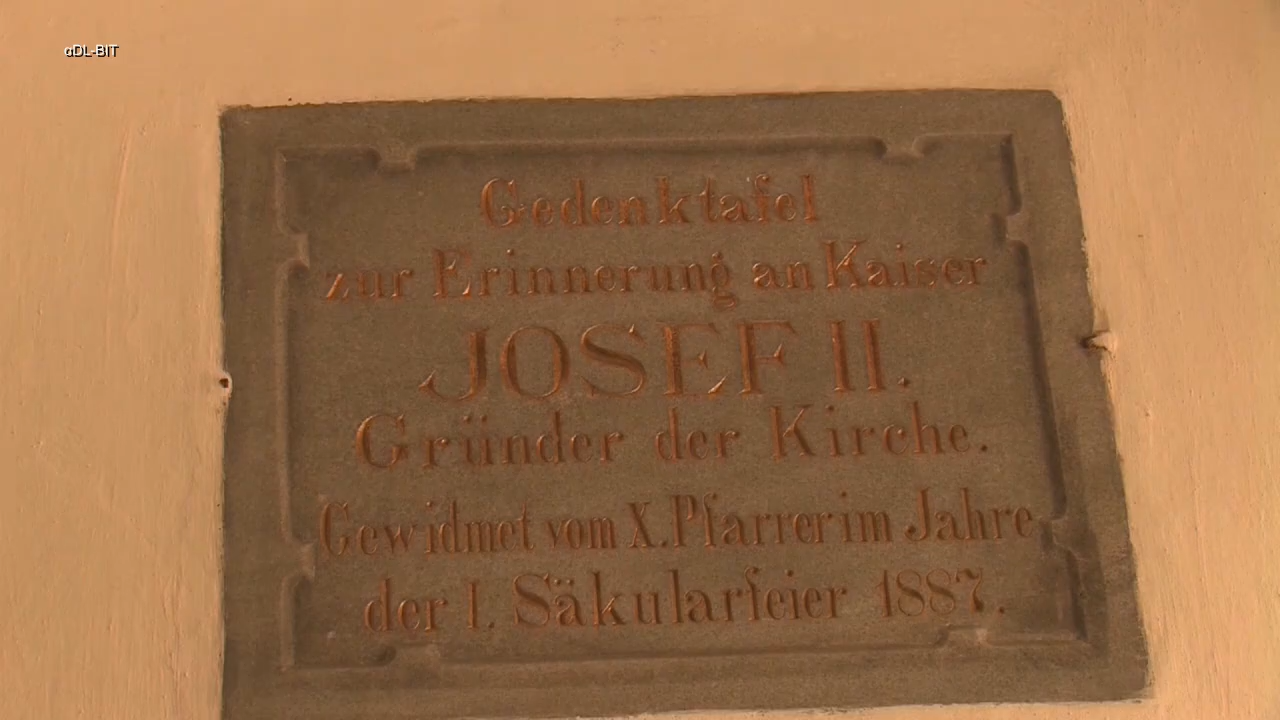 αDL-BIT
Gedenktafel
zur Erinnerung an Kaiser
JOSEF II.
Gründer der Kirche.
Gewidmet vom X. Pfarrer im Jahre
der I. Säkularfeier 1887.